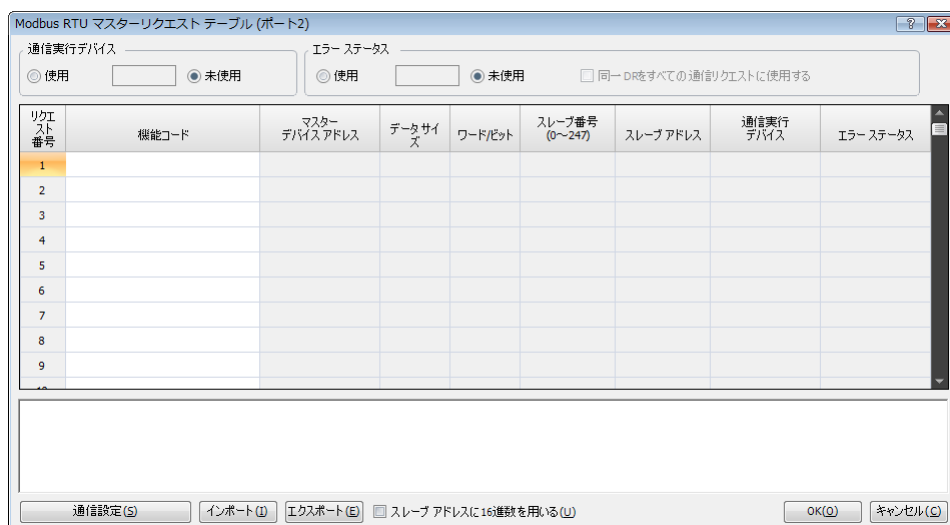 Modbus RTU マスターリクエスト テーブル (ポート2)
通信実行デバイス
使用
未使用
エラー ステータス
使用
未使用
同一 DRをすべての通信リクエストに使用する
リクエ
スト
番号
機能コード
マスター
デバイス アドレス
データ サイ
ズ
ワード/ビット
スレーブ番号
(0～247)
スレーブ アドレス
通信実行
デバイス
エラー ステータス
1
2
3
4
5
6
7
8
9
通信設定(S)
インポート(I)
エクスポート(E)
スレーブ アドレスに16進数を用いる(U)
OK(O)
キャンセル(C)